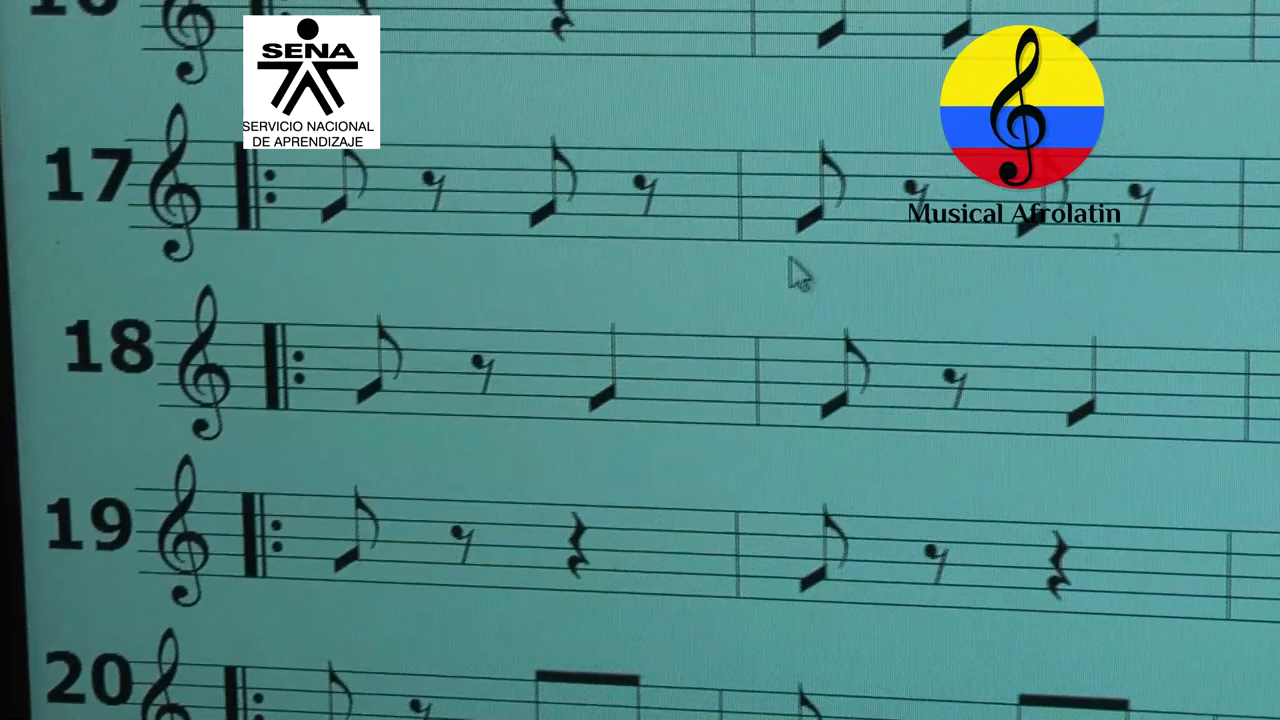 SENA
SERVICIO NACIONAL
DE APRENDIZAJE
Musical Afrolatin
17
18
19
20